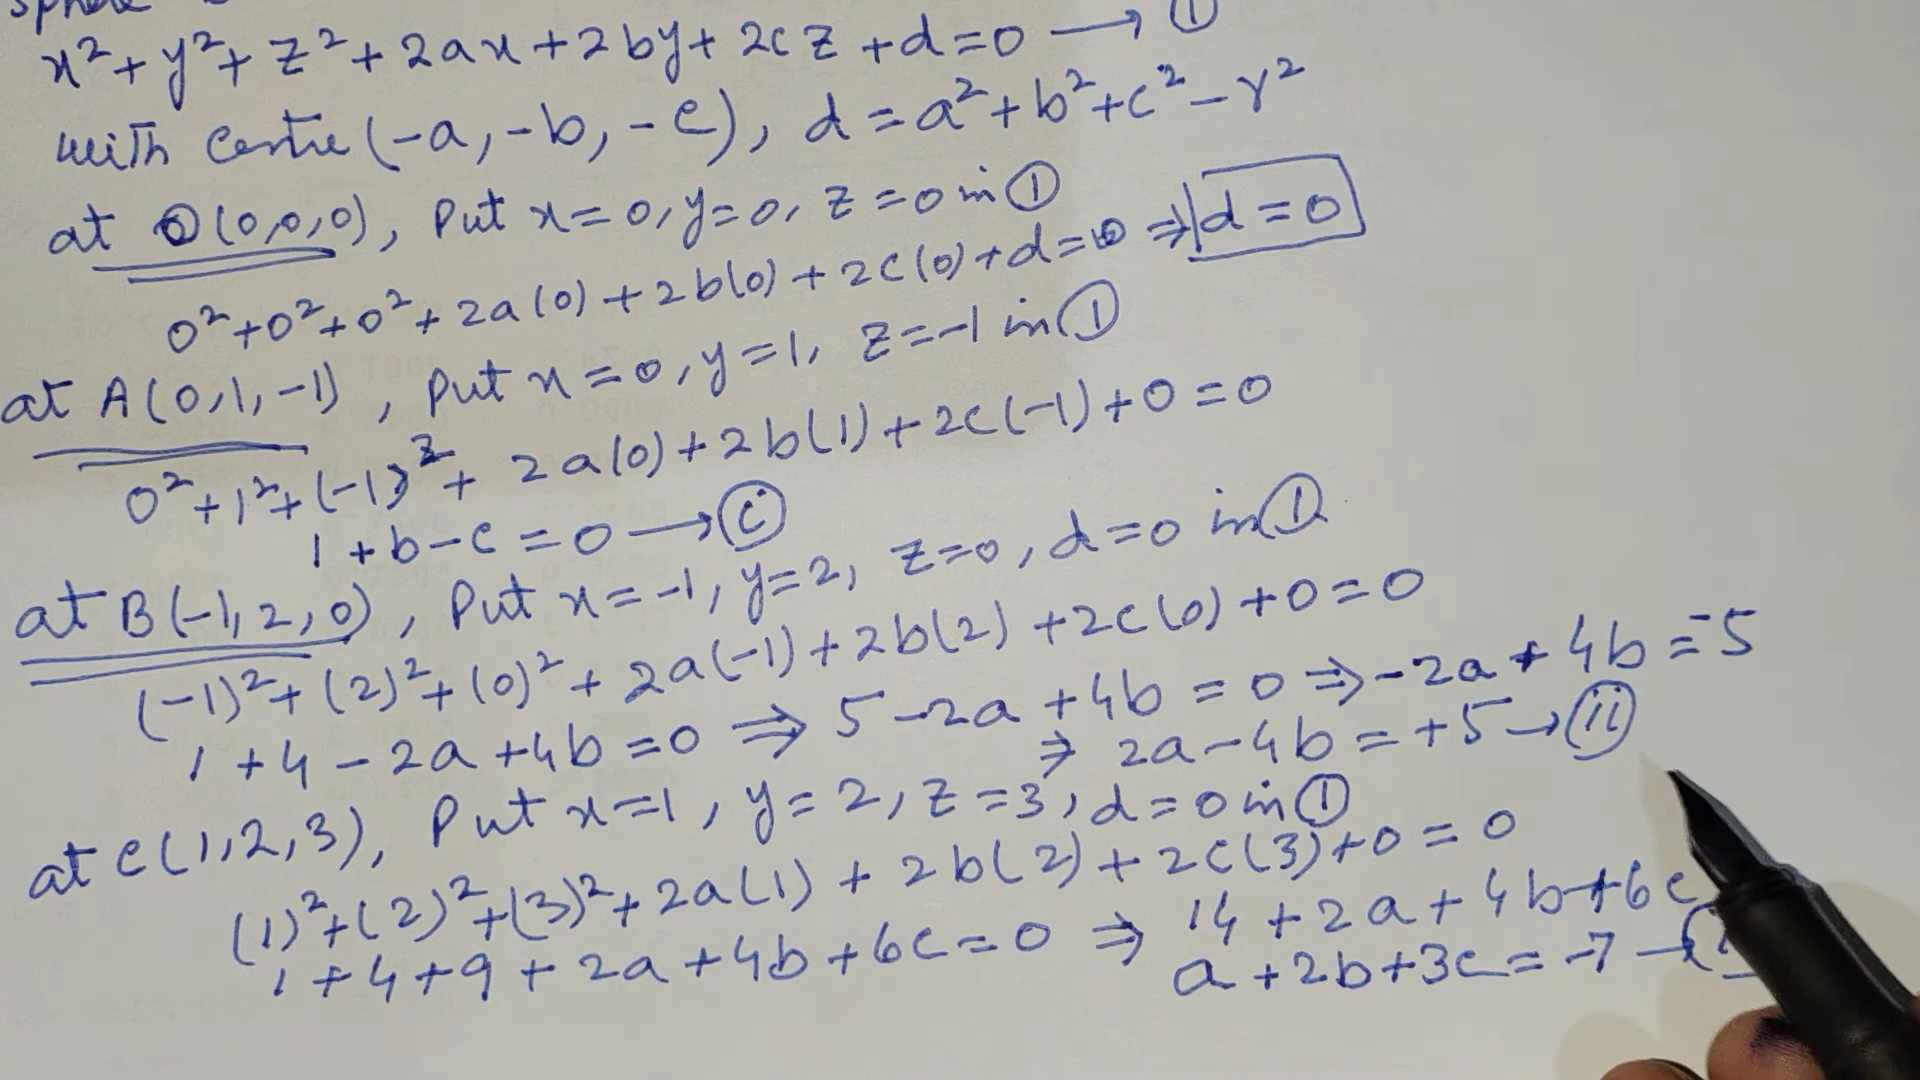 x² + y² + z² + 2ax + 2by + 2cz + d = 0 → ①
with Centre (-a, -b, -c), d = a² + b² + c² - r²
at O(0,0,0), Put x=0, y=0, z=0 in ①
0² + 0² + 0² + 2a(0) + 2b(0) + 2c(0) + d = 0 ⇒ d = 0
at A(0,1,-1), Put x=0, y=1, z=-1 in ①
0² + 1² + (-1)² + 2a(0) + 2b(1) + 2c(-1) + 0 = 0
1 + b - c = 0 → (i)
at B(-1,2,0), Put x=-1, y=2, z=0, d=0 in ①
(-1)² + (2)² + (0)² + 2a(-1) + 2b(2) + 2c(0) + 0 = 0
1 + 4 - 2a + 4b = 0 ⇒ 5 - 2a + 4b = 0 ⇒ -2a + 4b = -5
⇒ 2a - 4b = +5 → (ii)
at C(1,2,3), Put x=1, y=2, z=3, d=0 in ①
(1)² + (2)² + (3)² + 2a(1) + 2b(2) + 2c(3) + 0 = 0
1 + 4 + 9 + 2a + 4b + 6c = 0 ⇒ 14 + 2a + 4b + 6c
a + 2b + 3c = -7 →